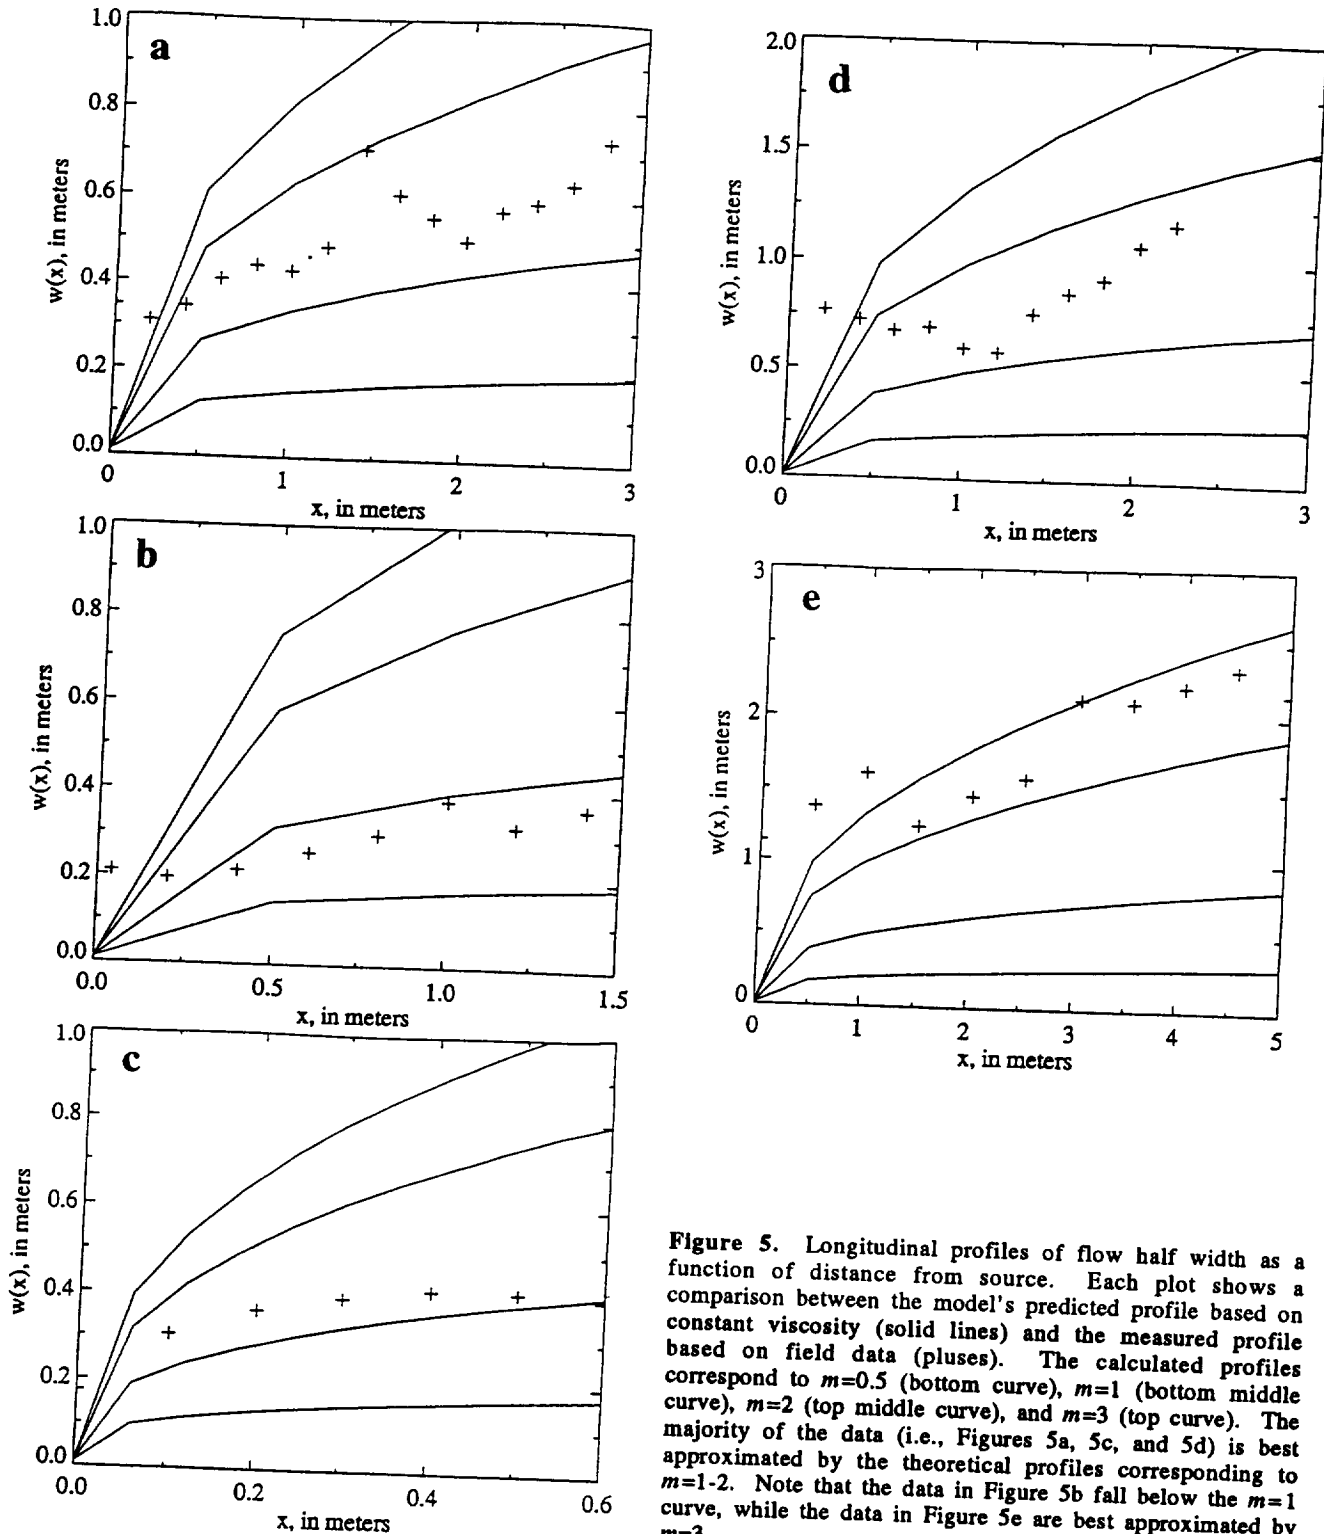 a
1.0
0.8
0.6
0.4
0.2
0.0
w(x), in meters
0
1
2
3
x, in meters
b
1.0
0.8
0.6
0.4
0.2
0.0
w(x), in meters
0.0
0.5
1.0
1.5
x, in meters
c
1.0
0.8
0.6
0.4
0.2
0.0
w(x), in meters
0.0
0.2
0.4
0.6
x, in meters
d
2.0
1.5
1.0
0.5
0.0
w(x), in meters
0
1
2
3
x, in meters
e
3
2
1
0
w(x), in meters
0
1
2
3
4
5
x, in meters
Figure 5. Longitudinal profiles of flow half width as a
function of distance from source. Each plot shows a
comparison between the model's predicted profile based on
constant viscosity (solid lines) and the measured profile
based on field data (pluses). The calculated profiles
correspond to m=0.5 (bottom curve), m=1 (bottom middle
curve), m=2 (top middle curve), and m=3 (top curve). The
majority of the data (i.e., Figures 5a, 5c, and 5d) is best
approximated by the theoretical profiles corresponding to
m=1-2. Note that the data in Figure 5b fall below the m=1
curve, while the data in Figure 5e are best approximated by
m=3